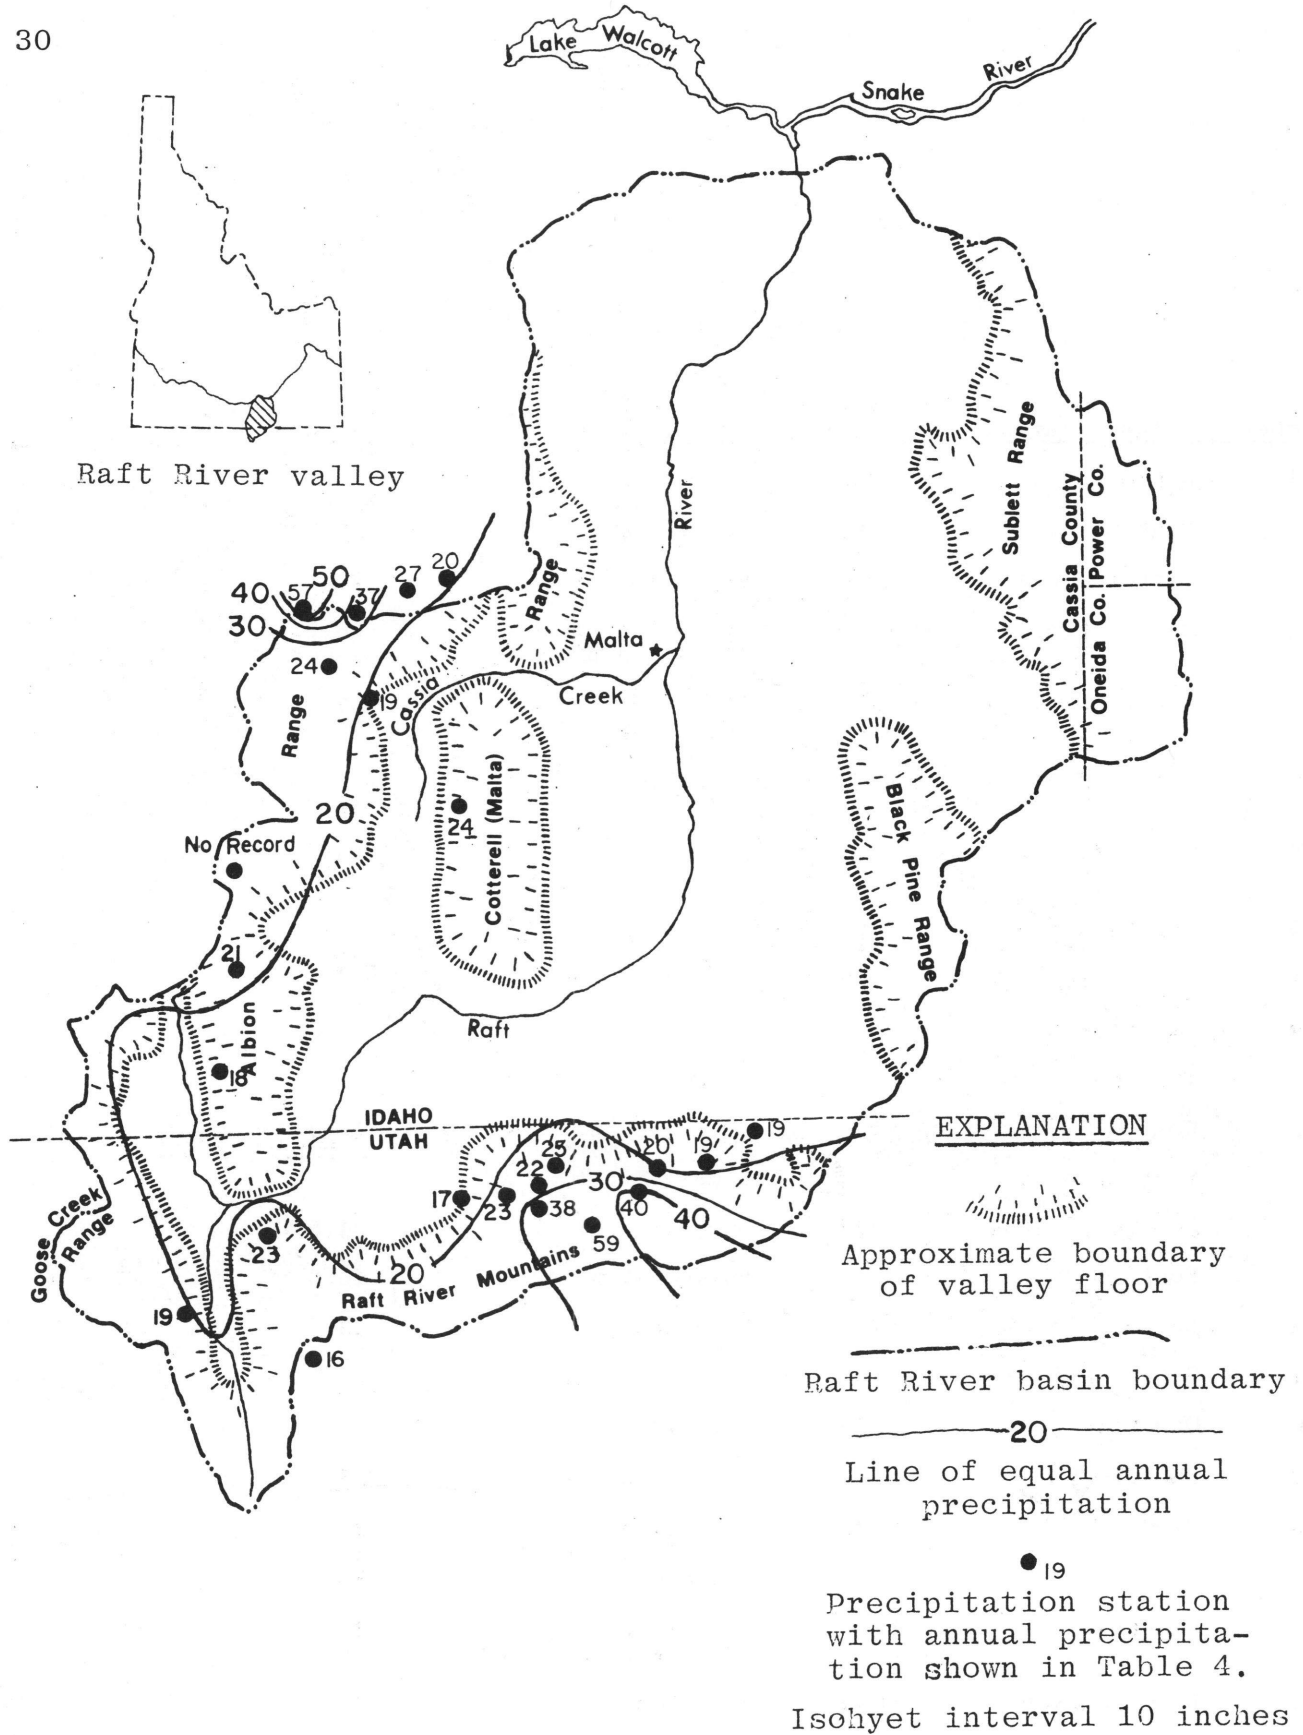 30
Lake Walcott
Snake River
Raft River valley
River
Sublett Range
Cassia County
Oneida Co. Power Co.
40
57
50
37
27
20
30
24
Range
Range
Malta
19
Cassia
Creek
20
Cotterell (Malta)
24
No Record
Black Pine Range
21
Raft
Albion
18
IDAHO
UTAH
19
25
20
19
22
30
17
23
38
40
40
59
Goose Creek
Range
23
20
Raft River Mountains
19
16
EXPLANATION
Approximate boundary
of valley floor
Raft River basin boundary
20
Line of equal annual
precipitation
19
Precipitation station
with annual precipita-
tion shown in Table 4.
Isohyet interval 10 inches